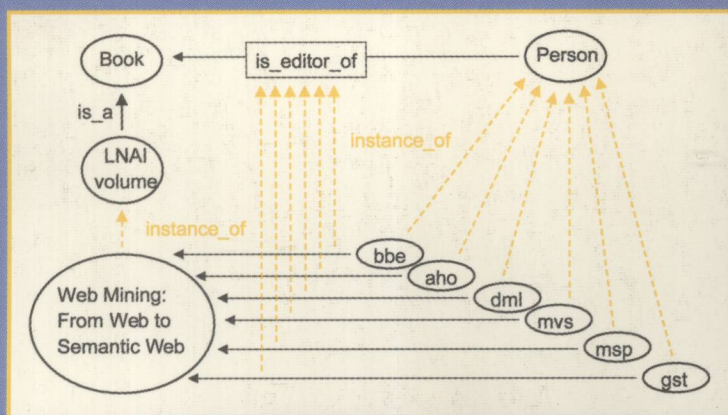 Book
is_editor_of
Person
is_a
instance_of
LNAI
volume
instance_of
bbe
aho
Web Mining:
From Web to
Semantic Web
dml
mvs
msp
gst